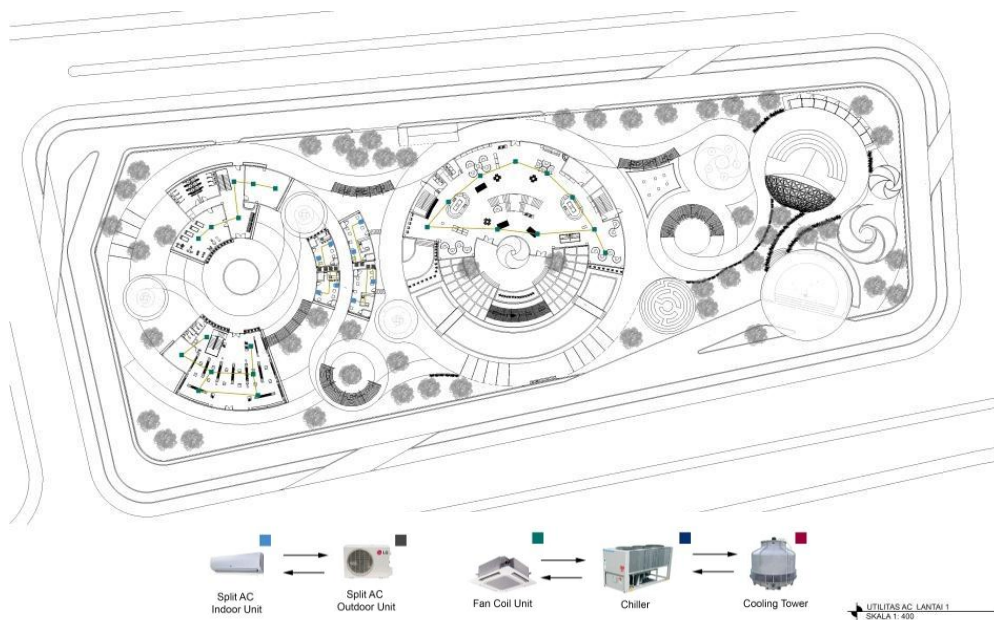 Split AC
Indoor Unit
LG
Split AC
Outdoor Unit
Fan Coil Unit
Chiller
Cooling Tower
UTILITAS AC LANTAI 1
SKALA 1: 400